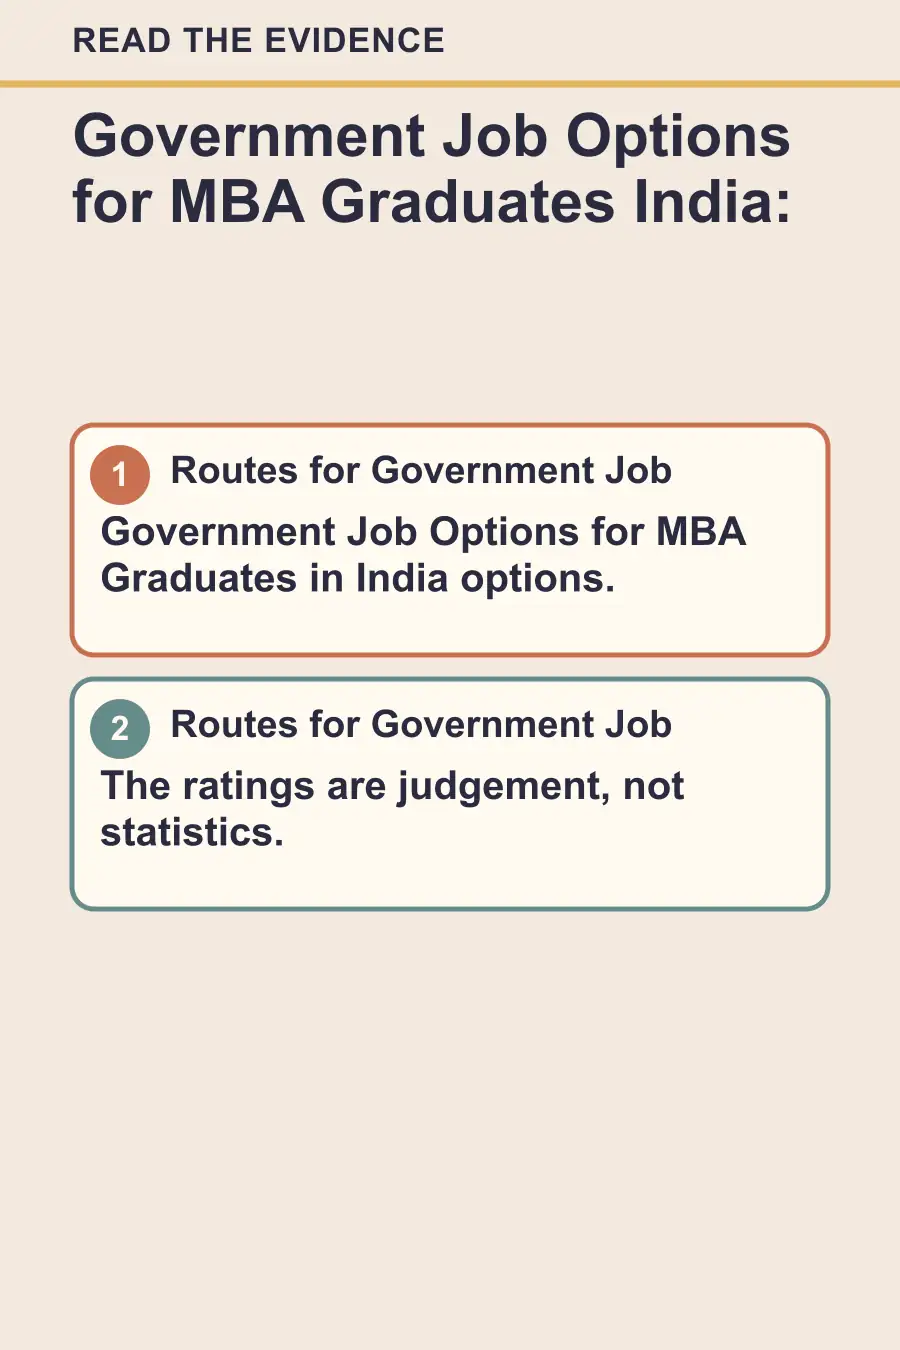 READ THE EVIDENCE
Government Job Options
for MBA Graduates India:
1 Routes for Government Job
Government Job Options for MBA
Graduates in India options.
2 Routes for Government Job
The ratings are judgement, not
statistics.